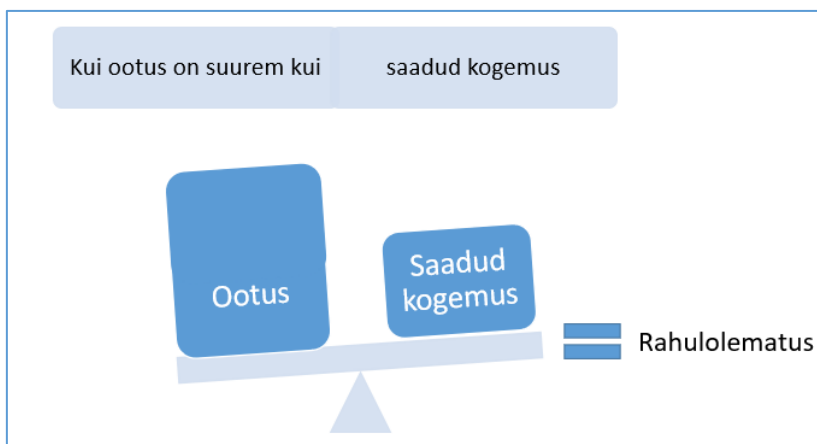 Kui ootus on suurem kui
saadud kogemus
Ootus
Saadud
kogemus
Rahulolematus